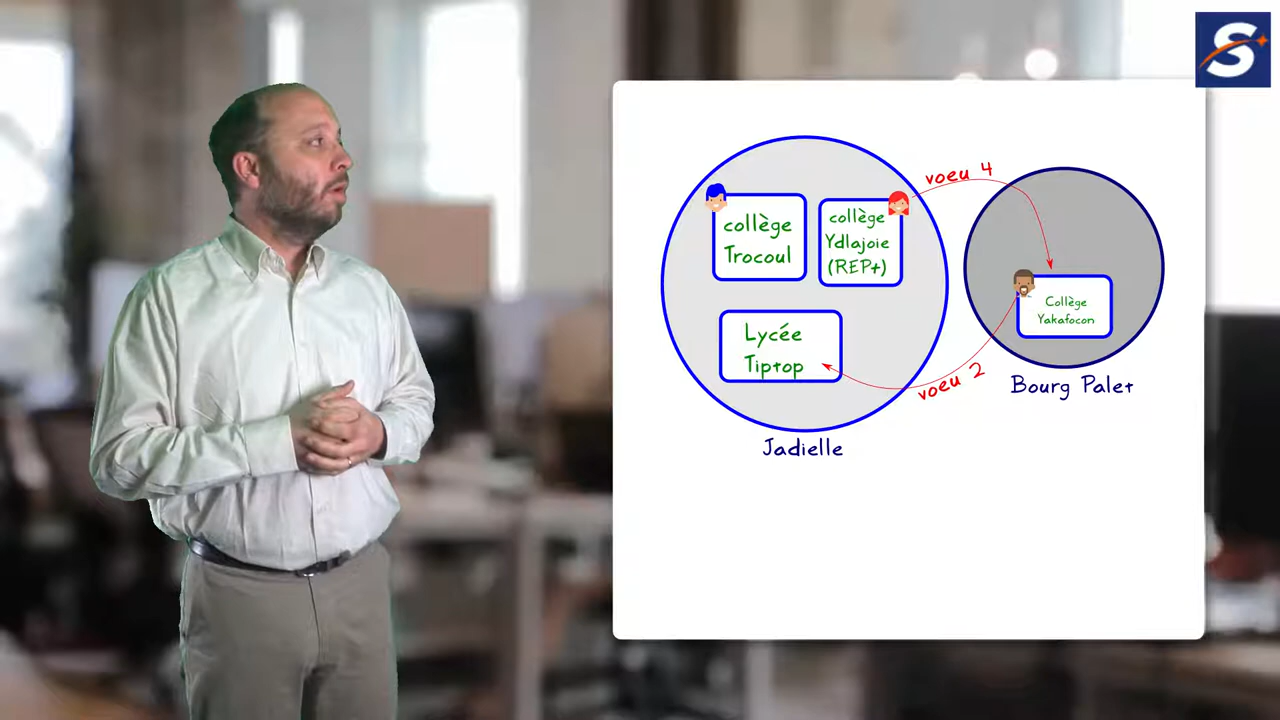 S
voeu 4
collège
Trocoul
collège
Ydlajoie
(REP+)
Collège
Yakafocon
Lycée
Tiptop
voeu 2
Bourg Palet
Jadielle